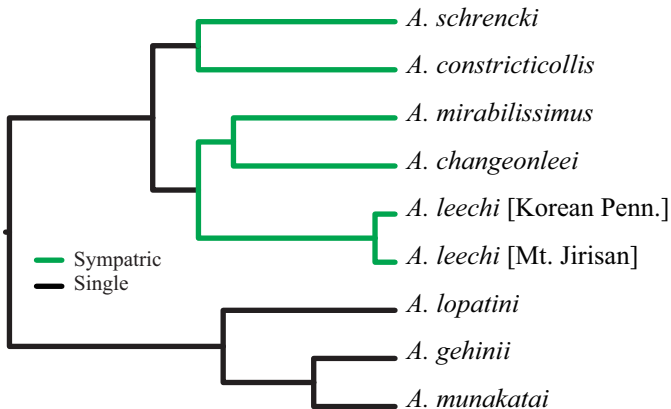 A. schrencki
A. constricticollis
A. mirabilissimus
A. changeonleei
A. leechi [Korean Penn.]
A. leechi [Mt. Jirisan]
Sympatric
Single
A. lopatini
A. gehinii
A. munakatai